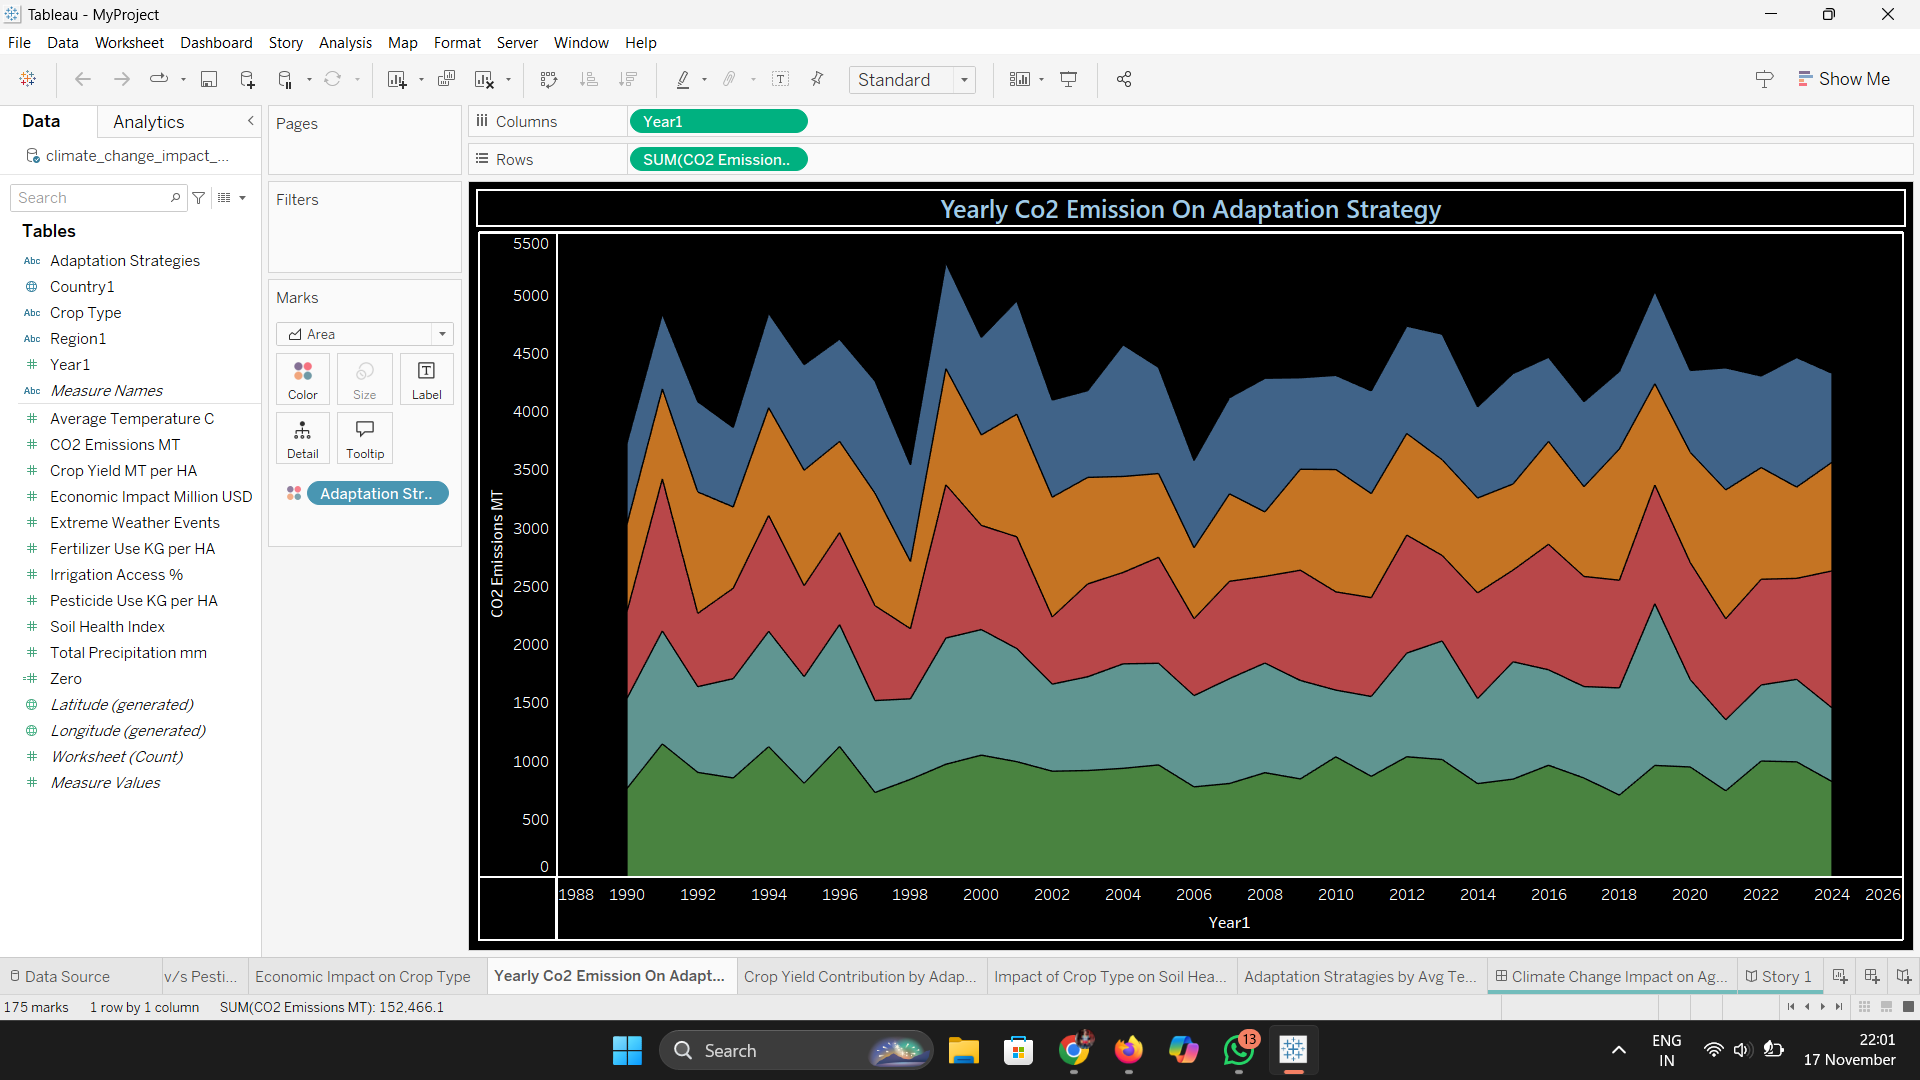 Tableau - MyProject
File Data Worksheet Dashboard Story Analysis Map Format Server Window Help
Standard
Show Me
Data Analytics
climate_change_impact_...
Search
Tables
Abc Adaptation Strategies
Country1
Abc Crop Type
Abc Region1
Year1
Abc Measure Names
Average Temperature C
CO2 Emissions MT
Crop Yield MT per HA
Economic Impact Million USD
Extreme Weather Events
Fertilizer Use KG per HA
Irrigation Access %
Pesticide Use KG per HA
Soil Health Index
Total Precipitation mm
Zero
Latitude (generated)
Longitude (generated)
Worksheet (Count)
Measure Values
Pages
Filters
Marks
Area
Color Size Label
Detail Tooltip
Adaptation Str..
Columns Year1
Rows SUM(CO2 Emission..
Yearly Co2 Emission On Adaptation Strategy
5500
5000
4500
4000
3500
3000
2500
2000
1500
1000
500
0
CO2 Emissions MT
1988 1990 1992 1994 1996 1998 2000 2002 2004 2006 2008 2010 2012 2014 2016 2018 2020 2022 2024 2026
Year1
Data Source v/s Pesti... Economic Impact on Crop Type Yearly Co2 Emission On Adapt... Crop Yield Contribution by Adap... Impact of Crop Type on Soil Hea... Adaptation Stratagies by Avg Te... Climate Change Impact on Ag... Story 1
175 marks 1 row by 1 column SUM(CO2 Emissions MT): 152,466.1
Search
13
ENG
IN
22:01
17 November